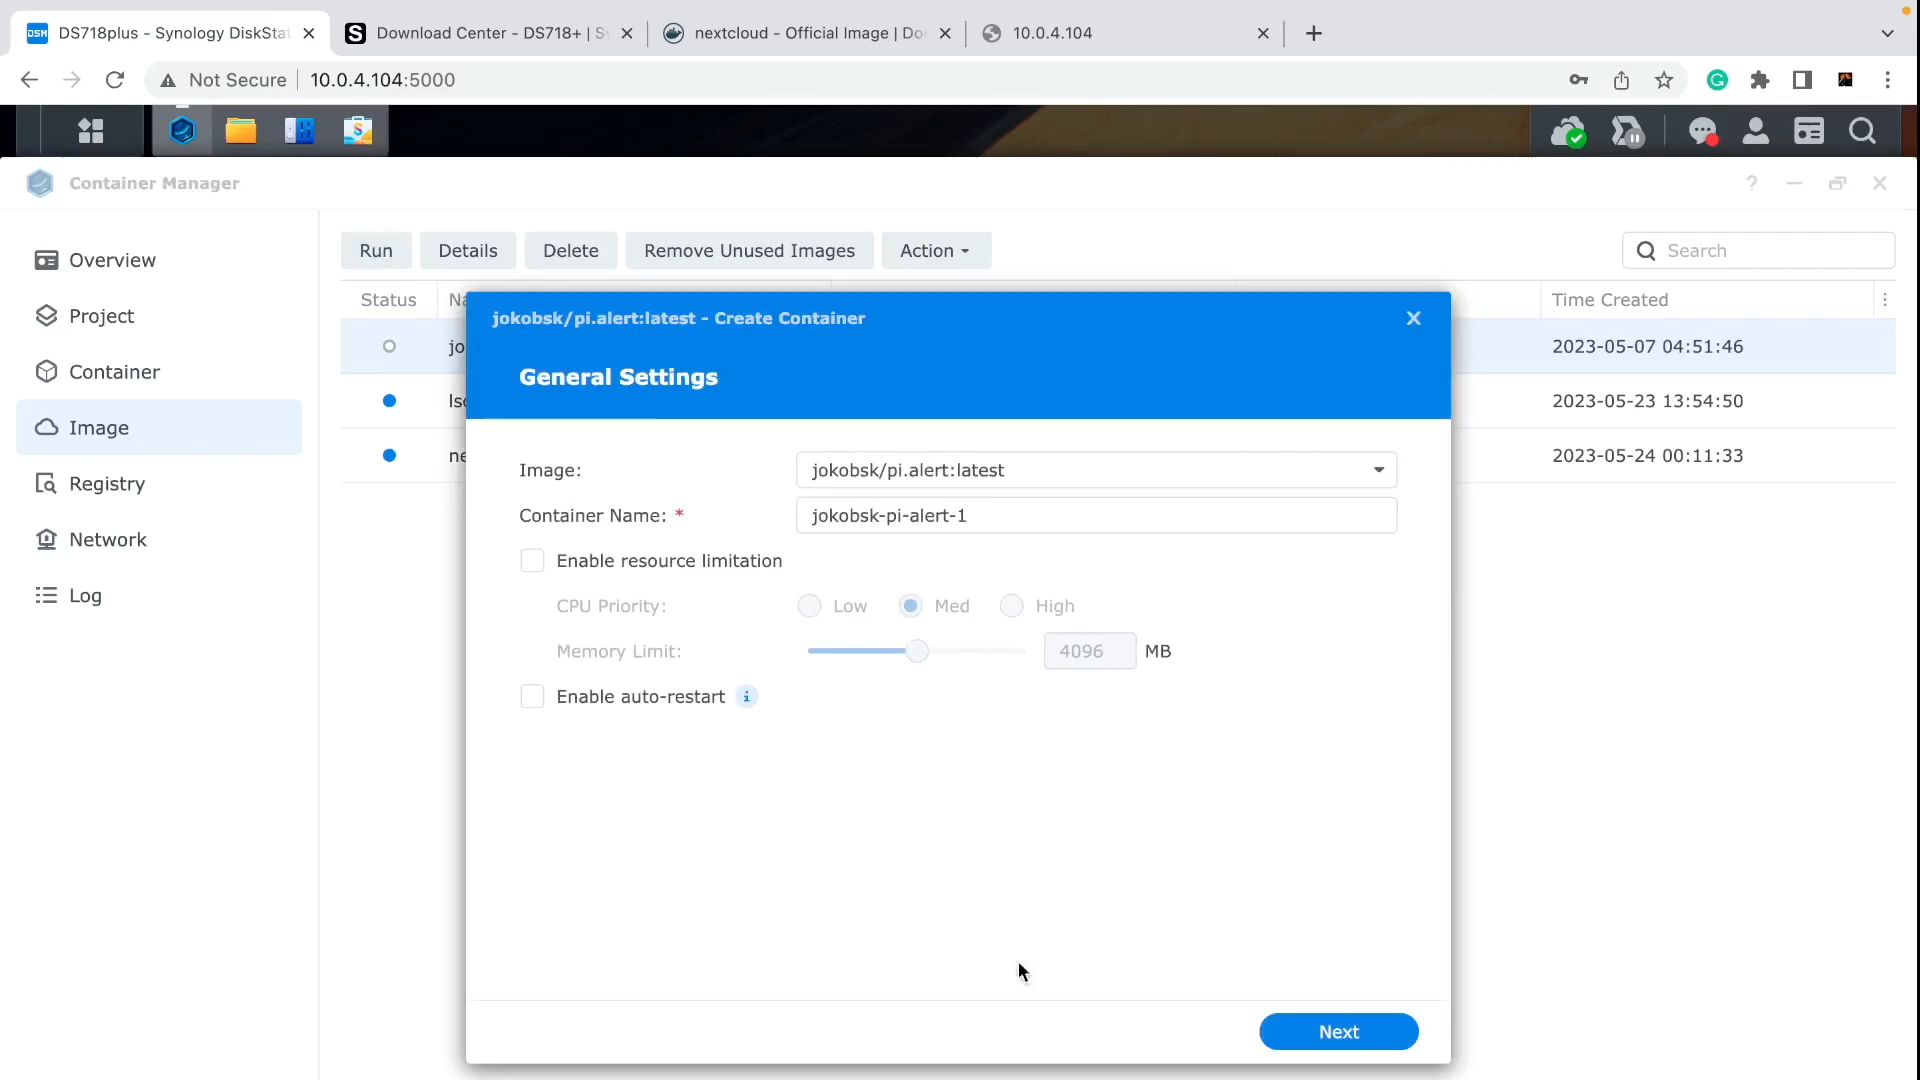 DSM DS718plus - Synology DiskStat
S Download Center - DS718+ | S
nextcloud - Official Image | Do
10.0.4.104
Not Secure 10.0.4.104:5000
Container Manager
Overview
Project
Container
Image
Registry
Network
Log
Run Details Delete Remove Unused Images Action
Search
Status Na Time Created
jo 2023-05-07 04:51:46
lsc 2023-05-23 13:54:50
ne 2023-05-24 00:11:33
jokobsk/pi.alert:latest - Create Container
General Settings
Image: jokobsk/pi.alert:latest
Container Name: * jokobsk-pi-alert-1
Enable resource limitation
CPU Priority: Low Med High
Memory Limit: 4096 MB
Enable auto-restart i
Next